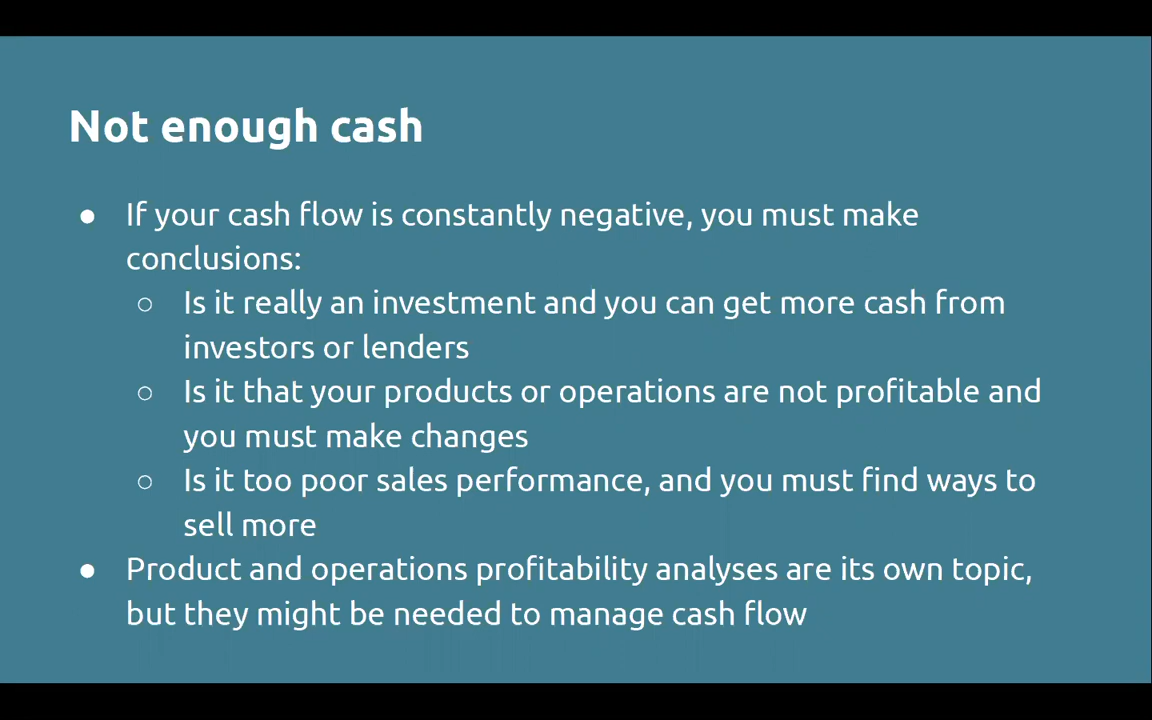 Not enough cash
● If your cash flow is constantly negative, you must make
conclusions:
○ Is it really an investment and you can get more cash from
investors or lenders
○ Is it that your products or operations are not profitable and
you must make changes
○ Is it too poor sales performance, and you must find ways to
sell more
● Product and operations profitability analyses are its own topic,
but they might be needed to manage cash flow